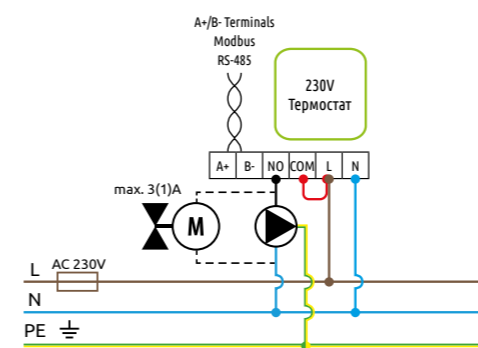 A+/B- Terminals
Modbus
RS-485
230V
Термостат
A+ B- NO COM L N
max. 3(1)A
M
L AC 230V
N
PE